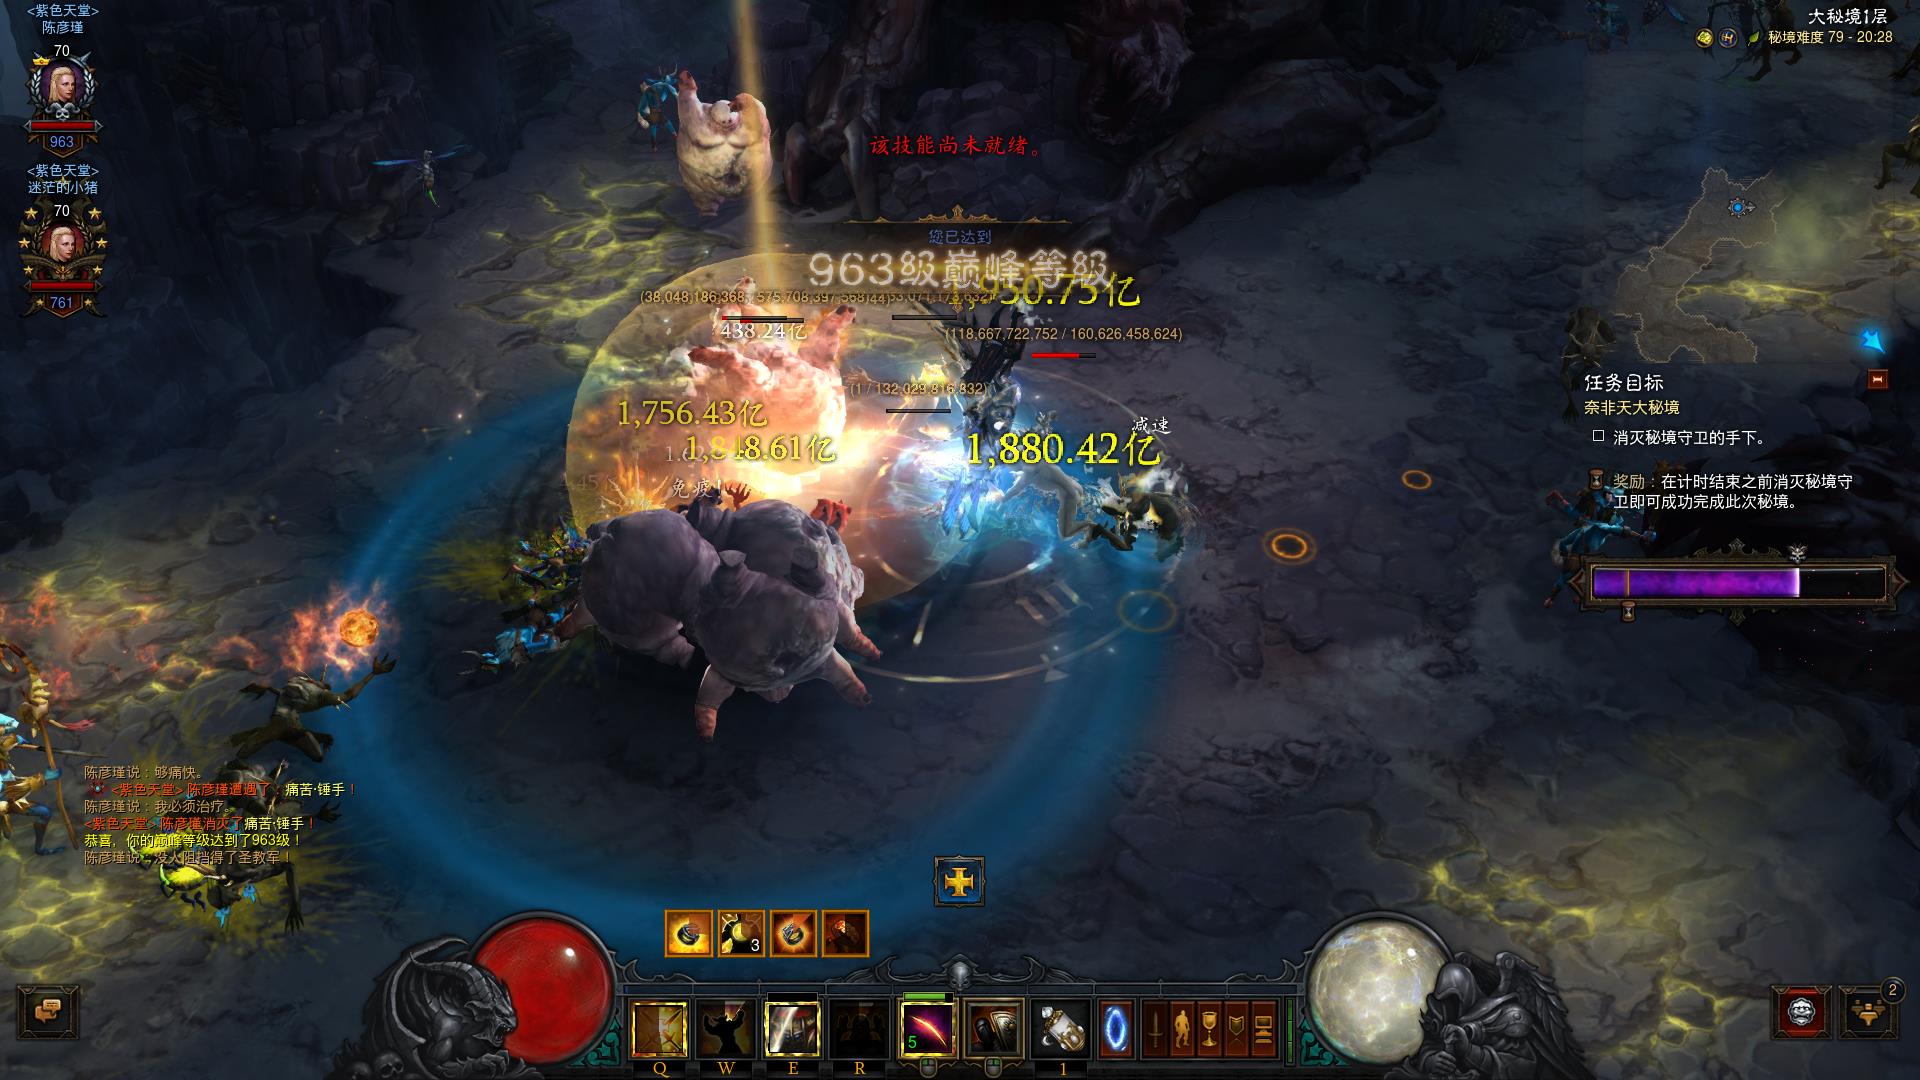 <紫色天堂>
陈彦瑾
70
963
<紫色天堂>
迷茫的小猪
70
761
大秘境1层
秘境难度 79 - 20:28
该技能尚未就绪。
您已达到
963级巅峰等级
438.24亿
(118,667,722,752 / 160,626,458,624)
1,756.43亿
1,880.42亿
减速
免疫!
任务目标
奈非天大秘境
消灭秘境守卫的手下。
奖励：在计时结束之前消灭秘境守
卫即可成功完成此次秘境。
陈彦瑾说：够痛快。
<紫色天堂> 陈彦瑾遭遇了：痛苦·锤手！
陈彦瑾说：我必须治疗。
<紫色天堂> 陈彦瑾消灭了痛苦·锤手！
恭喜，你的巅峰等级达到了963级！
陈彦瑾说：没人阻挡得了圣教军！
3
5
Q
W
E
R
1
2